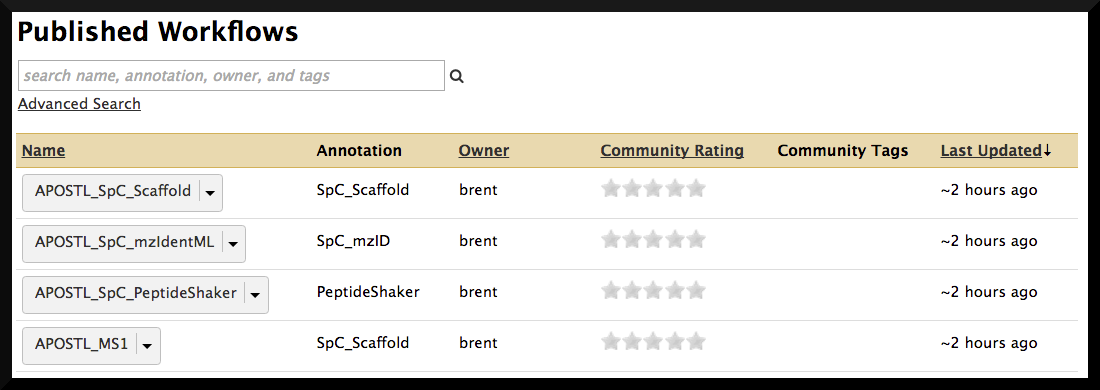 Published Workflows
search name, annotation, owner, and tags
Advanced Search
Name Annotation Owner Community Rating Community Tags Last Updated↓
APOSTL_SpC_Scaffold SpC_Scaffold brent ~2 hours ago
APOSTL_SpC_mzIdentML SpC_mzID brent ~2 hours ago
APOSTL_SpC_PeptideShaker PeptideShaker brent ~2 hours ago
APOSTL_MS1 SpC_Scaffold brent ~2 hours ago